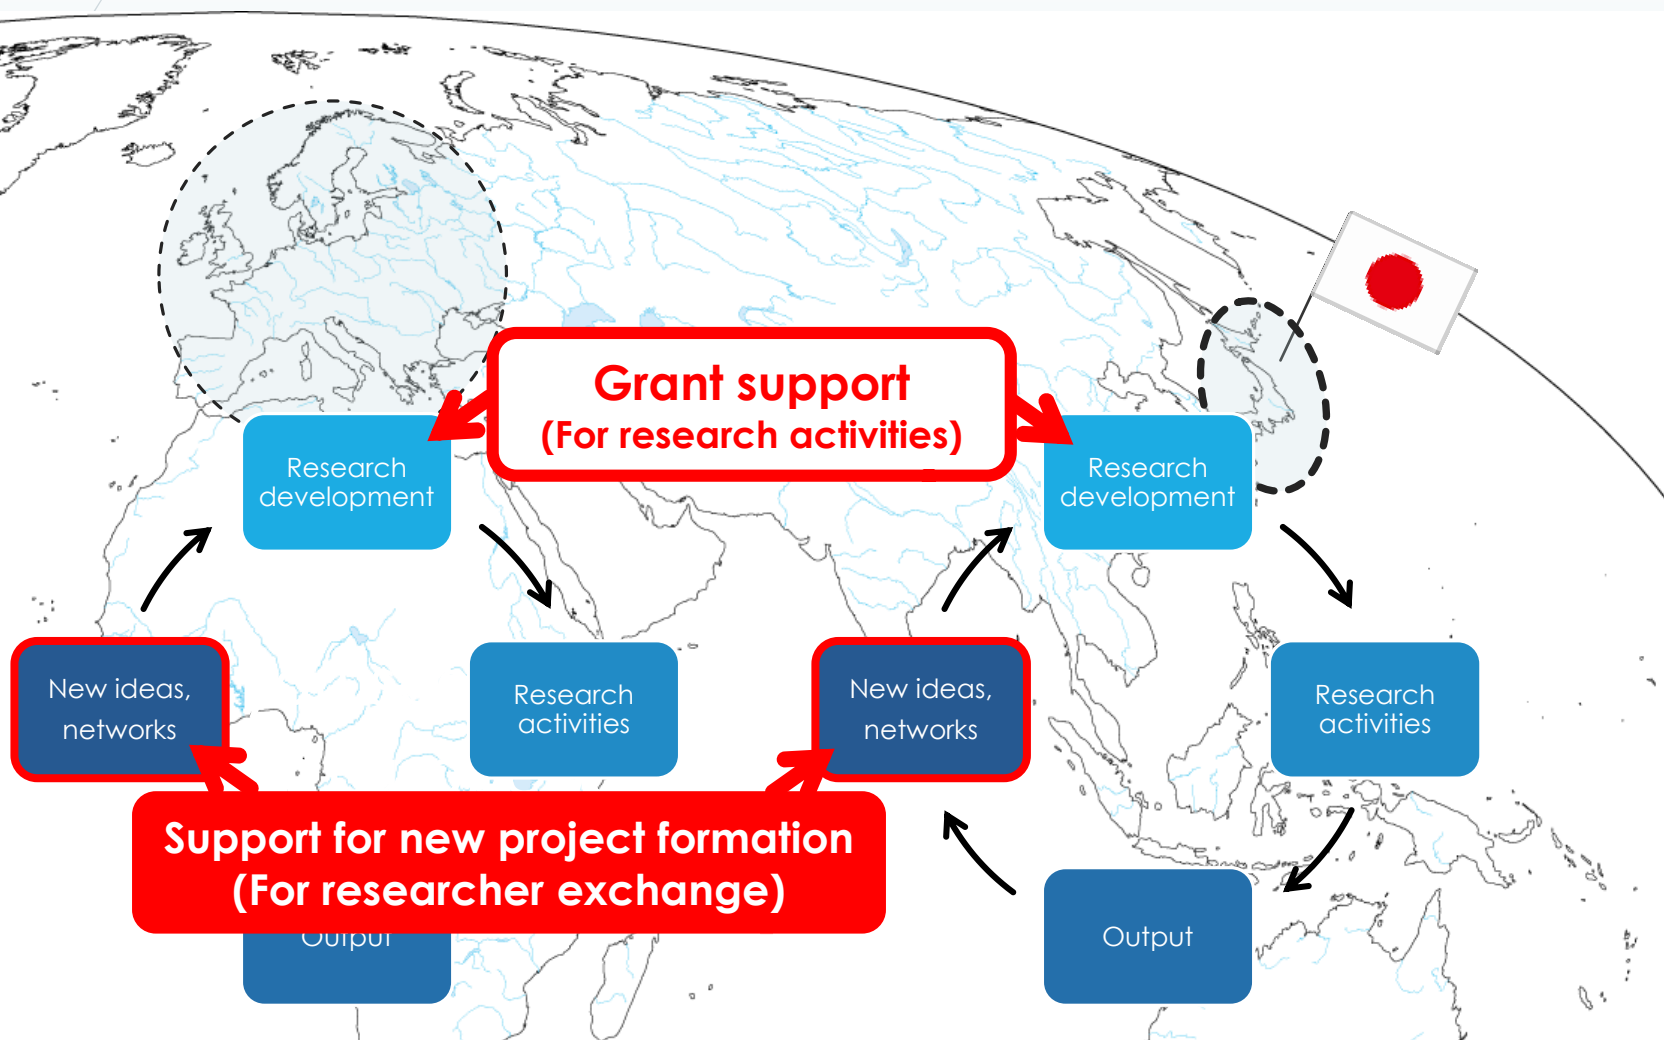 Grant support
(For research activities)
Research
development
Research
development
New ideas,
networks
Research
activities
New ideas,
networks
Research
activities
Support for new project formation
(For researcher exchange)
Output
Output